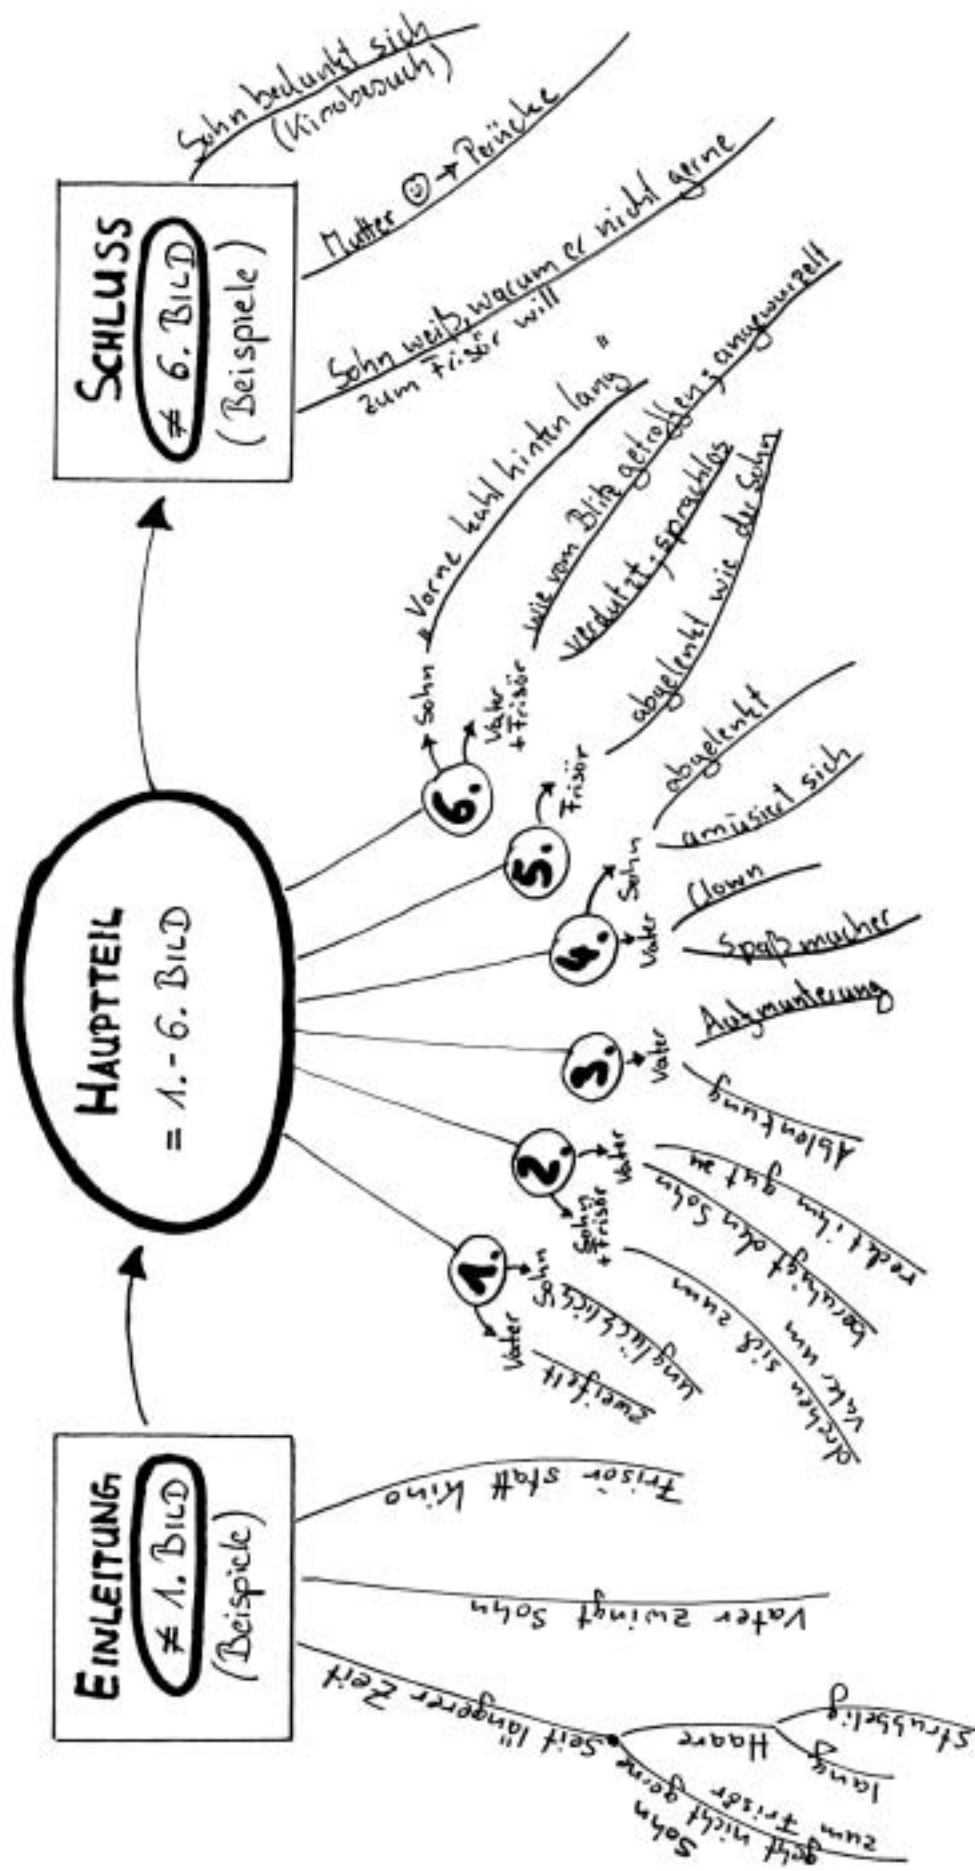 EINLEITUNG
≠ 1. BILD
(Beispiele)
Seit längerer Zeit
Sohn
geht nicht gerne
zum Frisör
Haare
lang
strubbelig
Vater zwingt Sohn
Frisör statt Kino
HAUPTTEIL
= 1.-6. BILD
1.
Vater
zweifelt
Sohn
unglücklich
2.
Sohn
+ Frisör
drehen sich zum
Vater um
Vater
beruhigt den Sohn
redet ihm gut zu
3.
Vater
Ablenkung
Aufmunterung
4.
Vater
Spaßmacher
Clown
Sohn
amüsiert sich
abgelenkt
5.
Frisör
abgelenkt wie der Sohn
6.
Sohn
"Vorne kahl hinten lang"
Vater
+ Frisör
wie vom Blitz getroffen; angewurzelt
verdutzt; sprachlos
SCHLUSS
≠ 6. BILD
(Beispiele)
Sohn bedankt sich
(Kinobesuch)
Mutter ☺ → Perücke
Sohn weiß, warum er nicht gerne
zum Frisör will